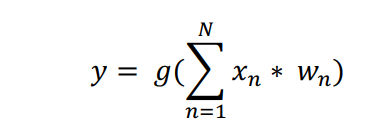 y = g(∑_{n=1}^{N} x_n * w_n)